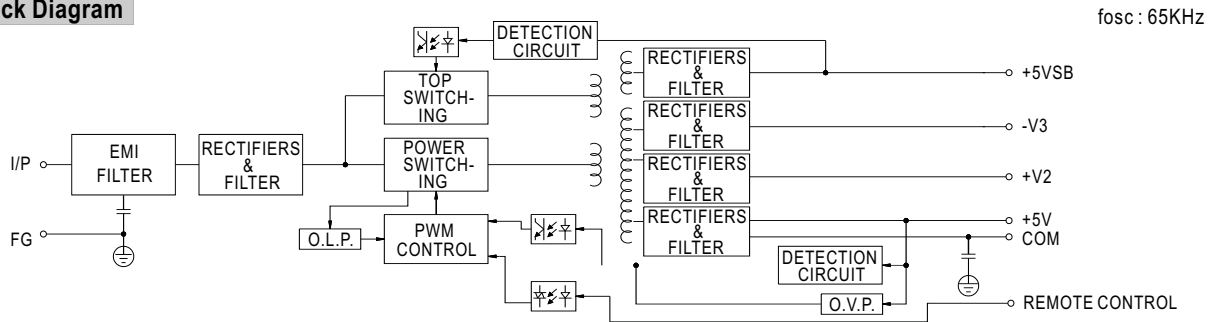 ck Diagram
fosc : 65KHz
DETECTION
CIRCUIT
RECTIFIERS
&
FILTER
+5VSB
TOP
SWITCH-
ING
RECTIFIERS
&
FILTER
-V3
I/P
EMI
FILTER
RECTIFIERS
&
FILTER
POWER
SWITCH-
ING
RECTIFIERS
&
FILTER
+V2
RECTIFIERS
&
FILTER
+5V
COM
FG
O.L.P.
PWM
CONTROL
DETECTION
CIRCUIT
O.V.P.
REMOTE CONTROL